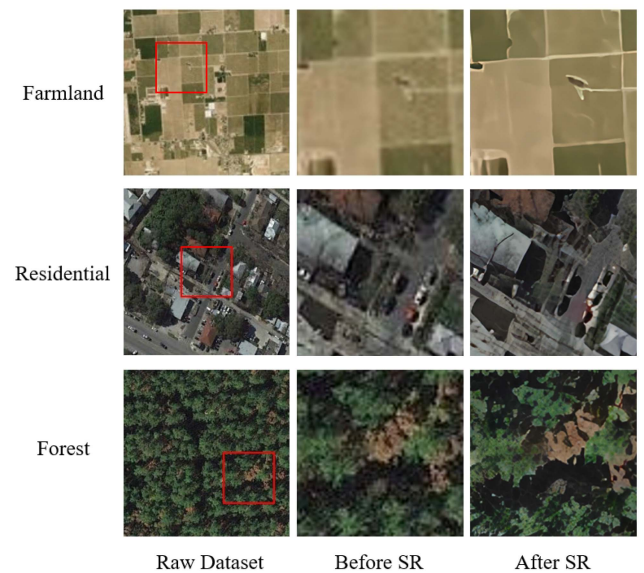 Farmland
Residential
Forest
Raw Dataset
Before SR
After SR